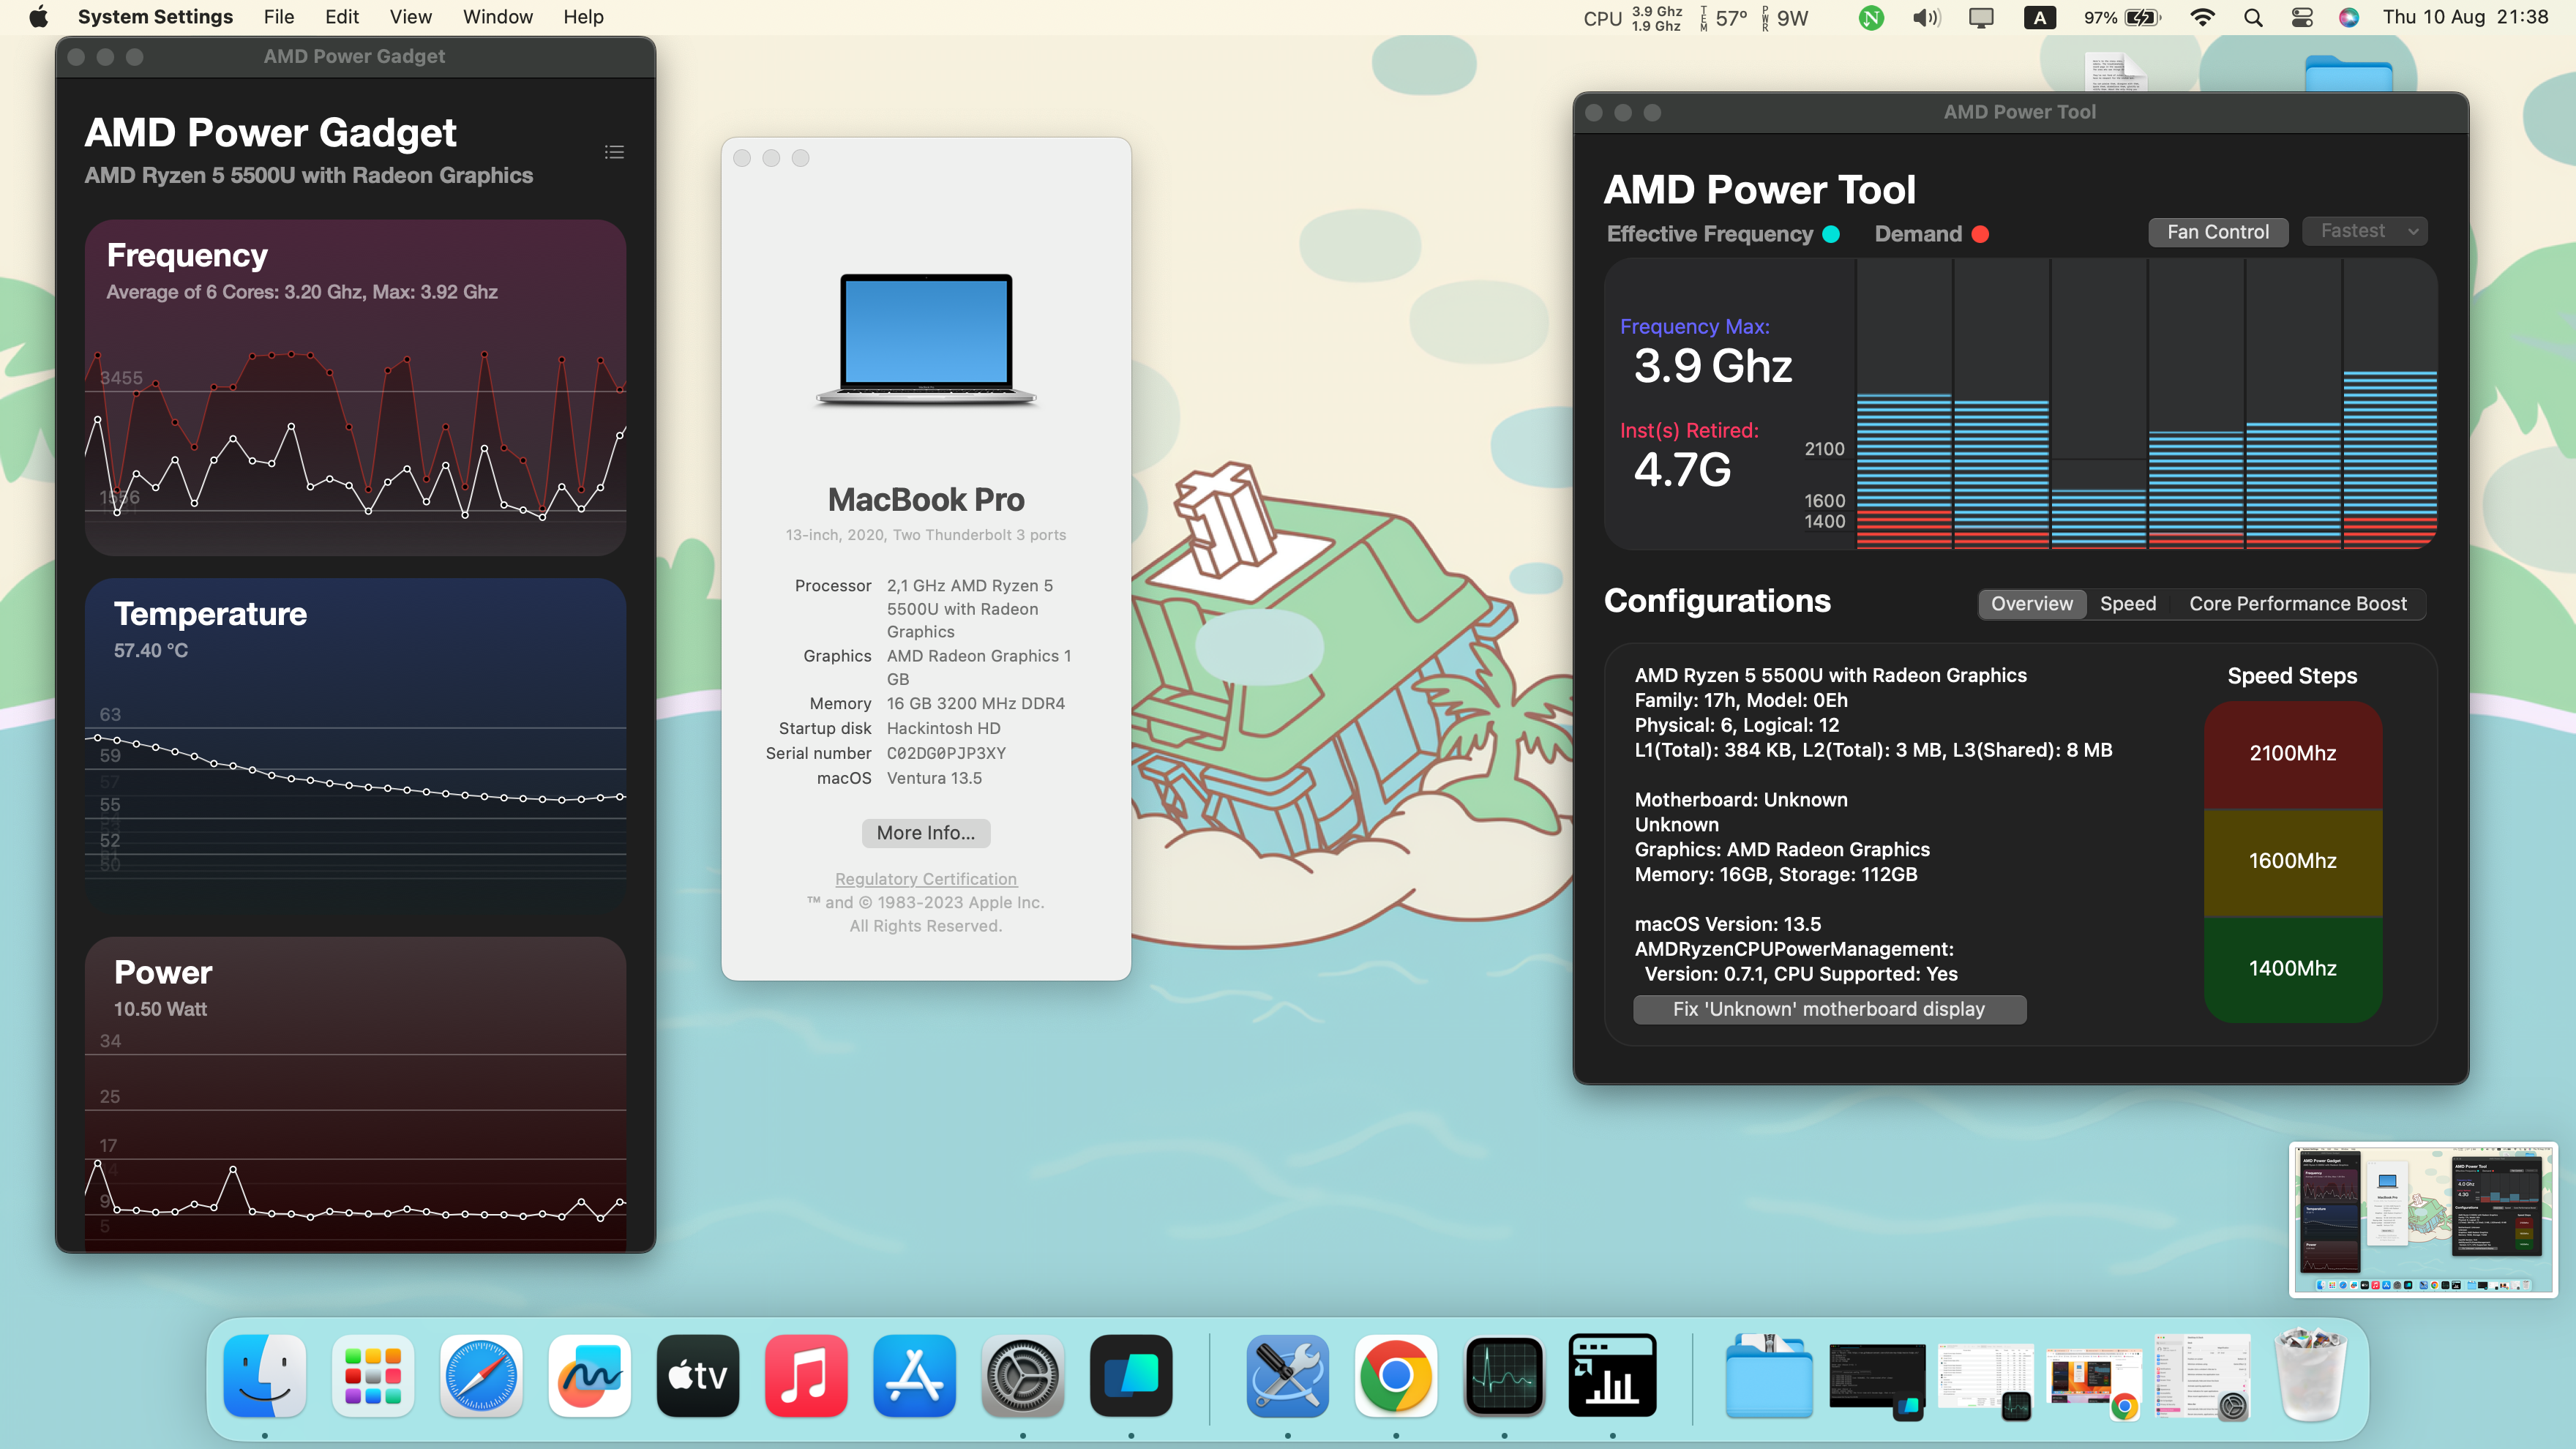 System Settings File Edit View Window Help
CPU 3.9 Ghz 1.9 Ghz TEM 57° PWR 9W N A 97% Thu 10 Aug 21:38
AMD Power Gadget
AMD Power Gadget
AMD Ryzen 5 5500U with Radeon Graphics
Frequency
Average of 6 Cores: 3.20 Ghz, Max: 3.92 Ghz
3455
Temperature
57.40 °C
63
59
57
55
52
50
Power
10.50 Watt
34
25
17
9
5
MacBook Pro
13-inch, 2020, Two Thunderbolt 3 ports
Processor 2,1 GHz AMD Ryzen 5
5500U with Radeon
Graphics
Graphics AMD Radeon Graphics 1
GB
Memory 16 GB 3200 MHz DDR4
Startup disk Hackintosh HD
Serial number C02DG0PJP3XY
macOS Ventura 13.5
More Info...
Regulatory Certification
™ and © 1983-2023 Apple Inc.
All Rights Reserved.
AMD Power Tool
AMD Power Tool
Effective Frequency Demand Fan Control Fastest
Frequency Max:
3.9 Ghz
Inst(s) Retired:
4.7G
2100
1600
1400
Configurations Overview Speed Core Performance Boost
AMD Ryzen 5 5500U with Radeon Graphics
Family: 17h, Model: 0Eh
Physical: 6, Logical: 12
L1(Total): 384 KB, L2(Total): 3 MB, L3(Shared): 8 MB
Motherboard: Unknown
Unknown
Graphics: AMD Radeon Graphics
Memory: 16GB, Storage: 112GB
macOS Version: 13.5
AMDRyzenCPUPowerManagement:
Version: 0.7.1, CPU Supported: Yes
Fix 'Unknown' motherboard display
Speed Steps
2100Mhz
1600Mhz
1400Mhz
tv